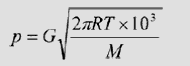 p = G√(2πRT × 10³ / M)